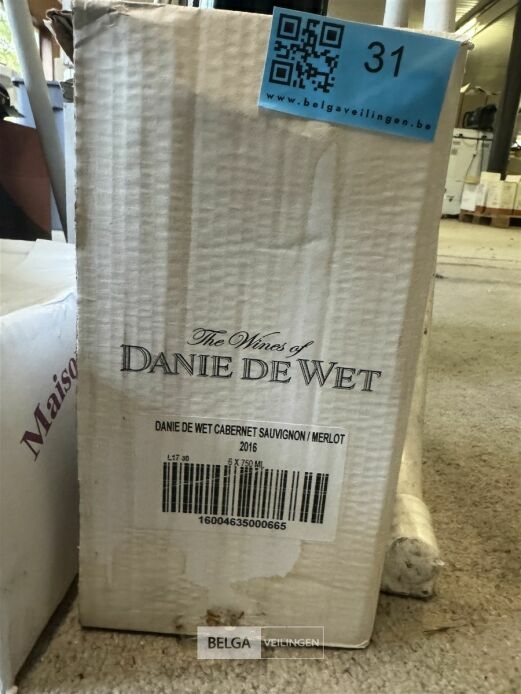 31
www.belgaveilingen.be
The Wines of
DANIE DE WET
DANIE DE WET CABERNET SAUVIGNON / MERLOT
2016
L17 30
6 X 750 ML
16004635000665
Maiso
BELGA VEILINGEN